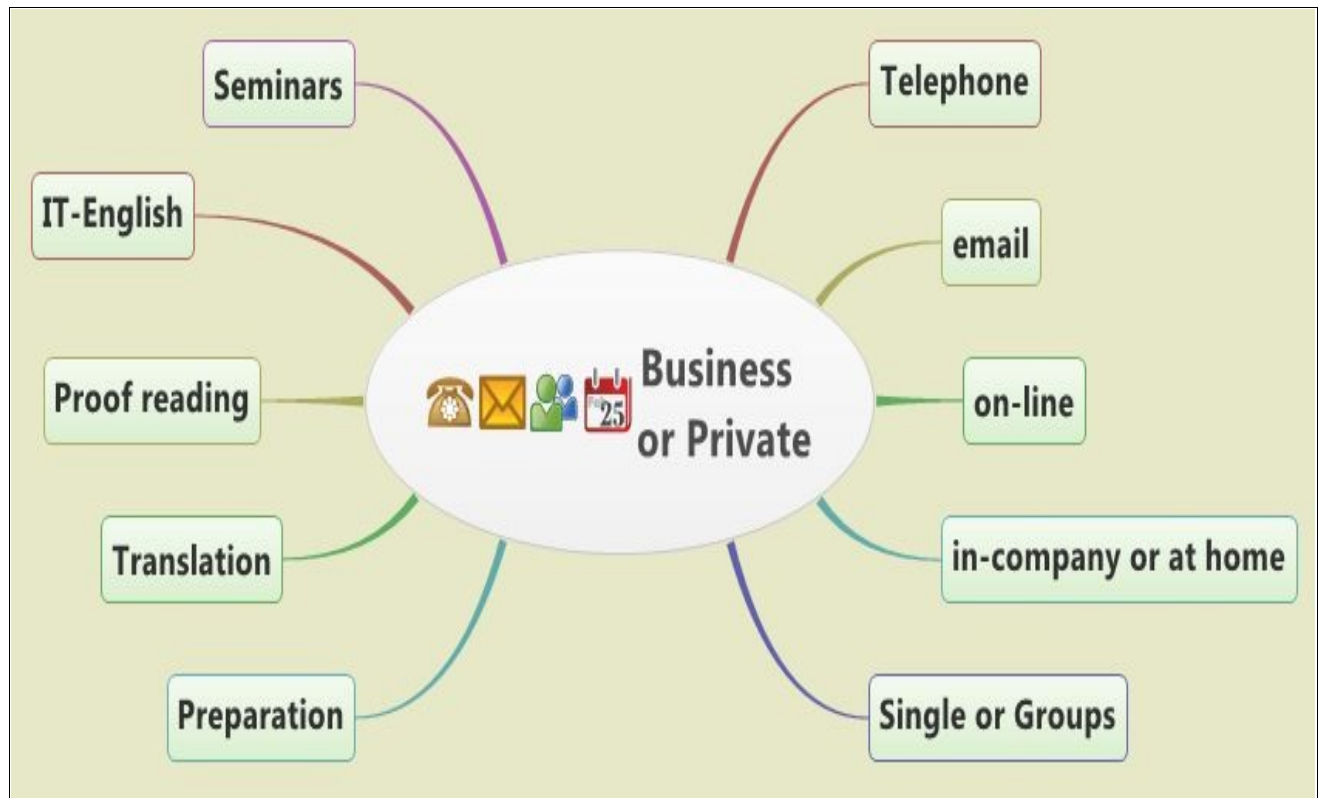 Seminars
Telephone
IT-English
email
Business
or Private
25
Proof reading
on-line
Translation
in-company or at home
Preparation
Single or Groups